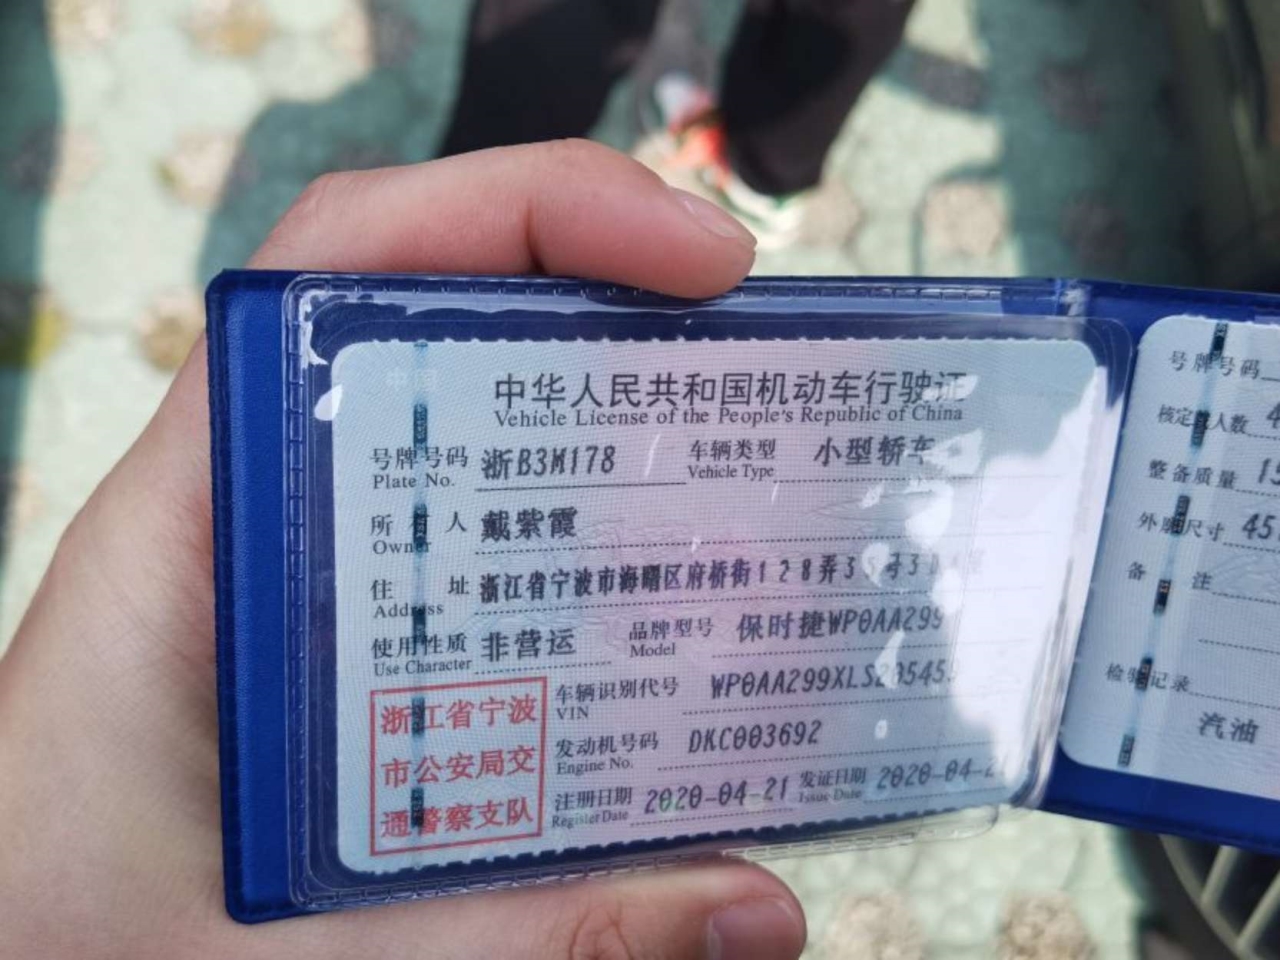 中华人民共和国机动车行驶证
Vehicle License of the People's Republic of China
号牌号码 浙B3M178 车辆类型 小型轿车
Plate No. Vehicle Type
所 人 戴紫霞
Owner
住 址 浙江省宁波市海曙区府桥街128弄35号3
Address
使用性质 非营运 品牌型号 保时捷WP0AA299
Use Character Model
浙江省宁波
市公安局交
通警察支队
车辆识别代号 WP0AA299XLS
VIN
发动机号码 DKC003692
Engine No.
注册日期 2020-04-21 发证日期 2020-04-2
Register Date Issue Date
号牌号码
核定载人数 4
整备质量 15
外廓尺寸 45
备 注
检验记录
汽油